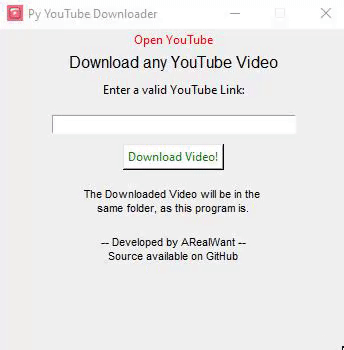 Py YouTube Downloader
Open YouTube
Download any YouTube Video
Enter a valid YouTube Link:
Download Video!
The Downloaded Video will be in the
same folder, as this program is.
-- Developed by ARealWant --
Source available on GitHub